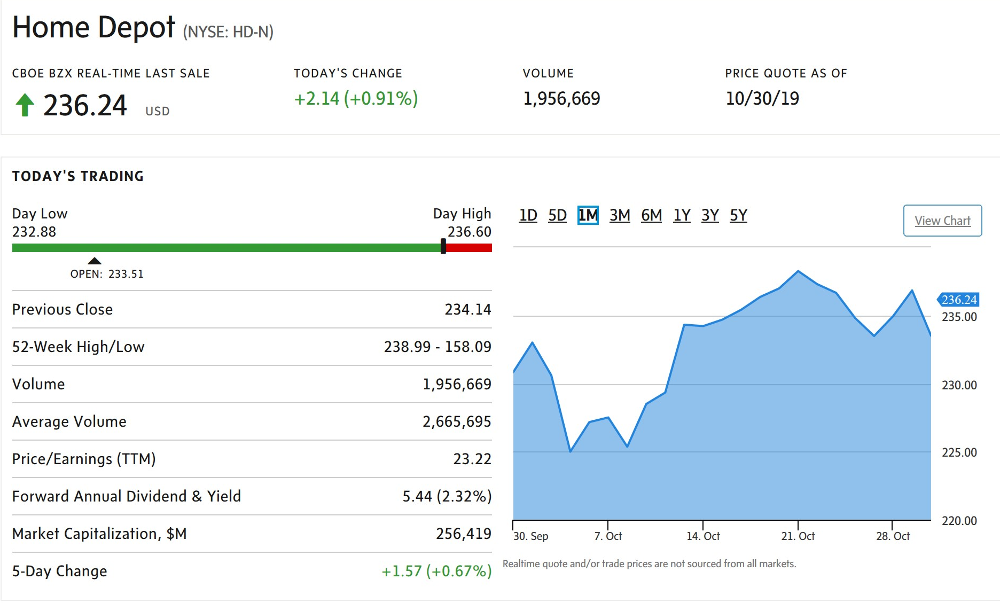 Home Depot (NYSE: HD-N)
CBOE BZX REAL-TIME LAST SALE
236.24 USD
TODAY'S CHANGE
+2.14 (+0.91%)
VOLUME
1,956,669
PRICE QUOTE AS OF
10/30/19
TODAY'S TRADING
Day Low
232.88
Day High
236.60
OPEN: 233.51
Previous Close 234.14
52-Week High/Low 238.99 - 158.09
Volume 1,956,669
Average Volume 2,665,695
Price/Earnings (TTM) 23.22
Forward Annual Dividend & Yield 5.44 (2.32%)
Market Capitalization, $M 256,419
5-Day Change +1.57 (+0.67%)
1D 5D 1M 3M 6M 1Y 3Y 5Y
View Chart
236.24
235.00
230.00
225.00
220.00
30. Sep 7. Oct 14. Oct 21. Oct 28. Oct
Realtime quote and/or trade prices are not sourced from all markets.